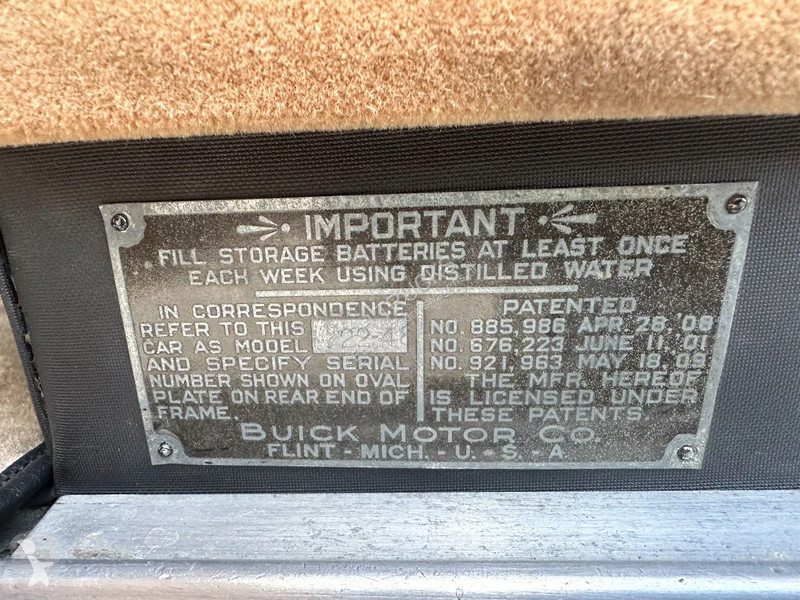 IMPORTANT
FILL STORAGE BATTERIES AT LEAST ONCE
EACH WEEK USING DISTILLED WATER
IN CORRESPONDENCE
REFER TO THIS
CAR AS MODEL 22-4
AND SPECIFY SERIAL
NUMBER SHOWN ON OVAL
PLATE ON REAR END OF
FRAME.
PATENTED
NO. 885,986 APR. 28,'08
NO. 676,223 JUNE 11,'01
NO. 921,963 MAY 18,'09
THE MFR. HEREOF
IS LICENSED UNDER
THESE PATENTS
BUICK MOTOR CO.
FLINT - MICH. - U. - S. - A